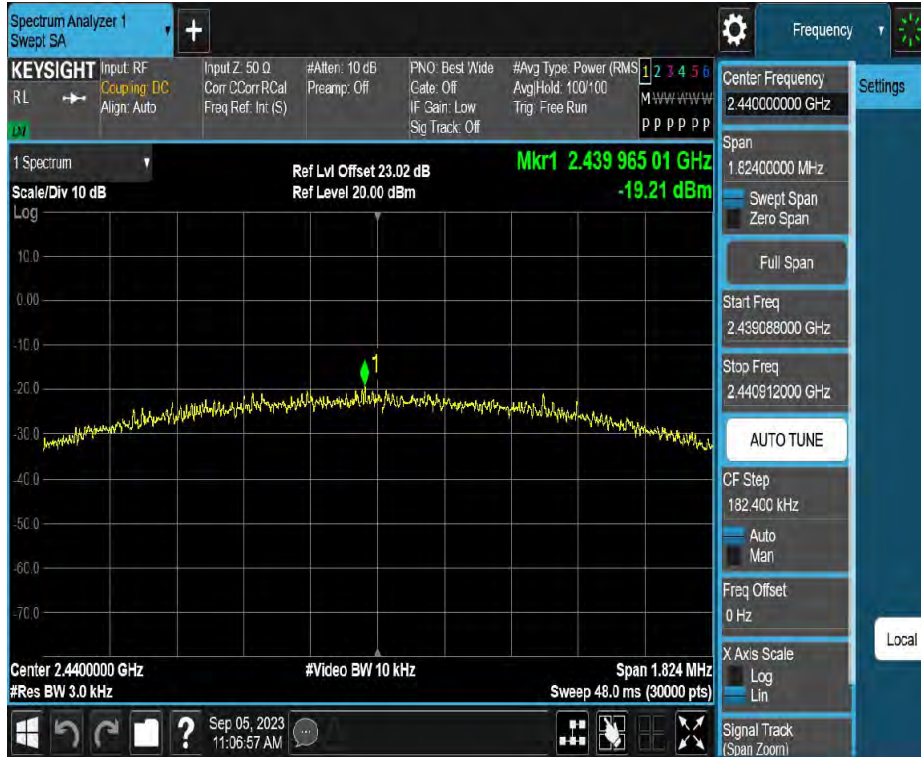 Spectrum Analyzer 1
Swept SA
+
Frequency
KEYSIGHT
RL
Input: RF
Coupling: DC
Align: Auto
Input Z: 50 Ω
Corr CCorr RCal
Freq Ref: Int (S)
#Atten: 10 dB
Preamp: Off
PNO: Best Wide
Gate: Off
IF Gain: Low
Sig Track: Off
#Avg Type: Power (RMS
Avg|Hold: 100/100
Trig: Free Run
1 2 3 4 5 6
M W W W W W
P P P P P P
1 Spectrum
Scale/Div 10 dB
Log
Ref Lvl Offset 23.02 dB
Ref Level 20.00 dBm
Mkr1 2.439 965 01 GHz
-19.21 dBm
10.0
0.00
-10.0
-20.0
-30.0
-40.0
-50.0
-60.0
-70.0
1
Center 2.4400000 GHz
#Res BW 3.0 kHz
#Video BW 10 kHz
Span 1.824 MHz
Sweep 48.0 ms (30000 pts)
Center Frequency
2.440000000 GHz
Settings
Span
1.82400000 MHz
Swept Span
Zero Span
Full Span
Start Freq
2.439088000 GHz
Stop Freq
2.440912000 GHz
AUTO TUNE
CF Step
182.400 kHz
Auto
Man
Freq Offset
0 Hz
Local
X Axis Scale
Log
Lin
Signal Track
(Span Zoom)
?
Sep 05, 2023
11:06:57 AM